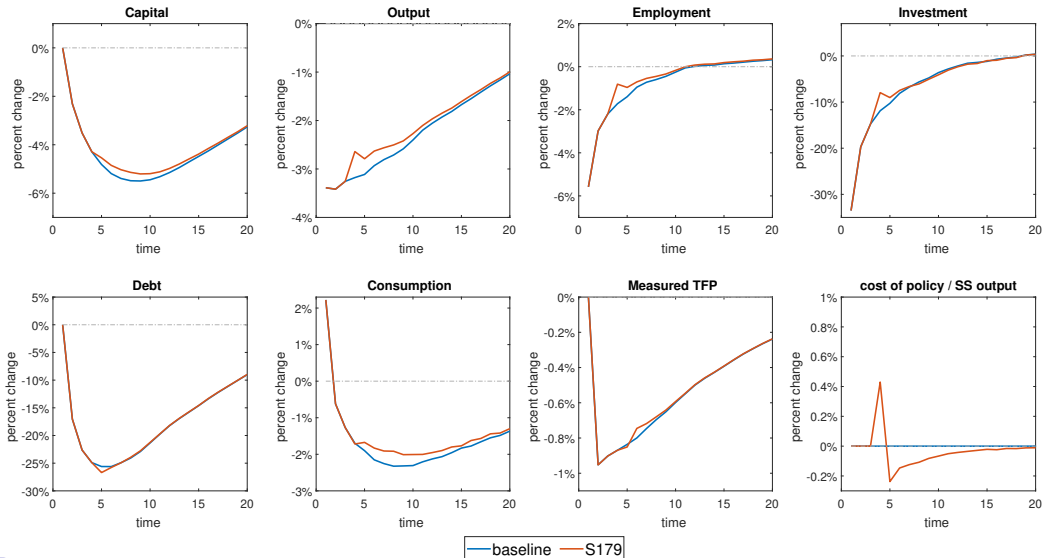 Capital
Output
Employment
Investment
percent change
0%
-2%
-4%
-6%
0 5 10 15 20
time
percent change
0%
-1%
-2%
-3%
-4%
0 5 10 15 20
time
percent change
2%
0%
-2%
-4%
-6%
0 5 10 15 20
time
percent change
0%
-10%
-20%
-30%
0 5 10 15 20
time
Debt
Consumption
Measured TFP
cost of policy / SS output
percent change
5%
0%
-5%
-10%
-15%
-20%
-25%
-30%
0 5 10 15 20
time
percent change
2%
1%
0%
-1%
-2%
-3%
0 5 10 15 20
time
percent change
0%
-0.2%
-0.4%
-0.6%
-0.8%
-1%
0 5 10 15 20
time
percent change
1%
0.8%
0.6%
0.4%
0.2%
0%
-0.2%
0 5 10 15 20
time
baseline S179